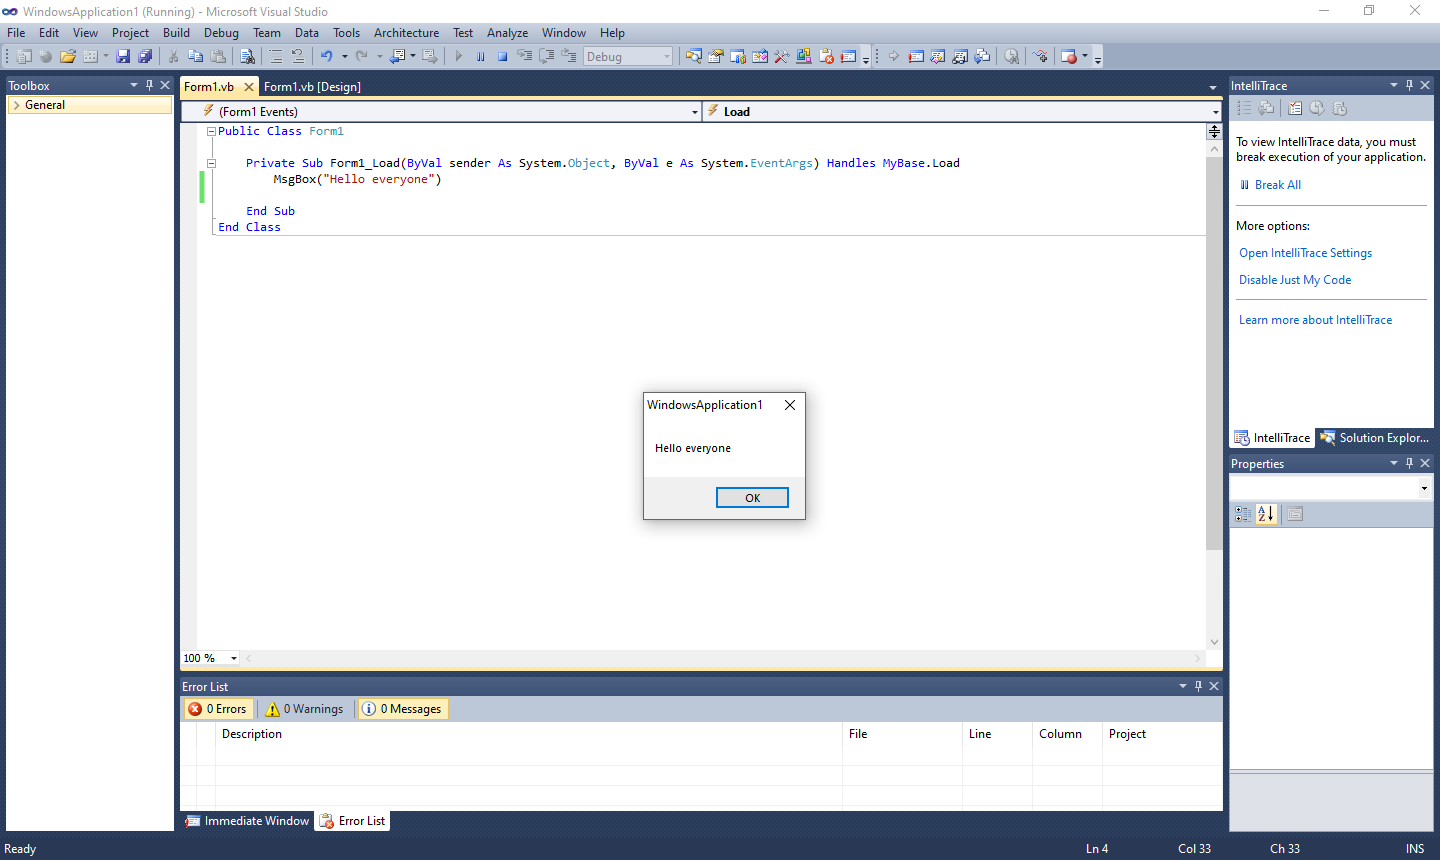 WindowsApplication1 (Running) - Microsoft Visual Studio
File Edit View Project Build Debug Team Data Tools Architecture Test Analyze Window Help
Debug
Toolbox
General
Form1.vb Form1.vb [Design]
(Form1 Events) Load
Public Class Form1
Private Sub Form1_Load(ByVal sender As System.Object, ByVal e As System.EventArgs) Handles MyBase.Load
MsgBox("Hello everyone")
End Sub
End Class
WindowsApplication1
Hello everyone
OK
100 %
IntelliTrace
To view IntelliTrace data, you must
break execution of your application.
Break All
More options:
Open IntelliTrace Settings
Disable Just My Code
Learn more about IntelliTrace
IntelliTrace Solution Explor...
Properties
Error List
0 Errors 0 Warnings 0 Messages
Description File Line Column Project
Immediate Window Error List
Ready Ln 4 Col 33 Ch 33 INS